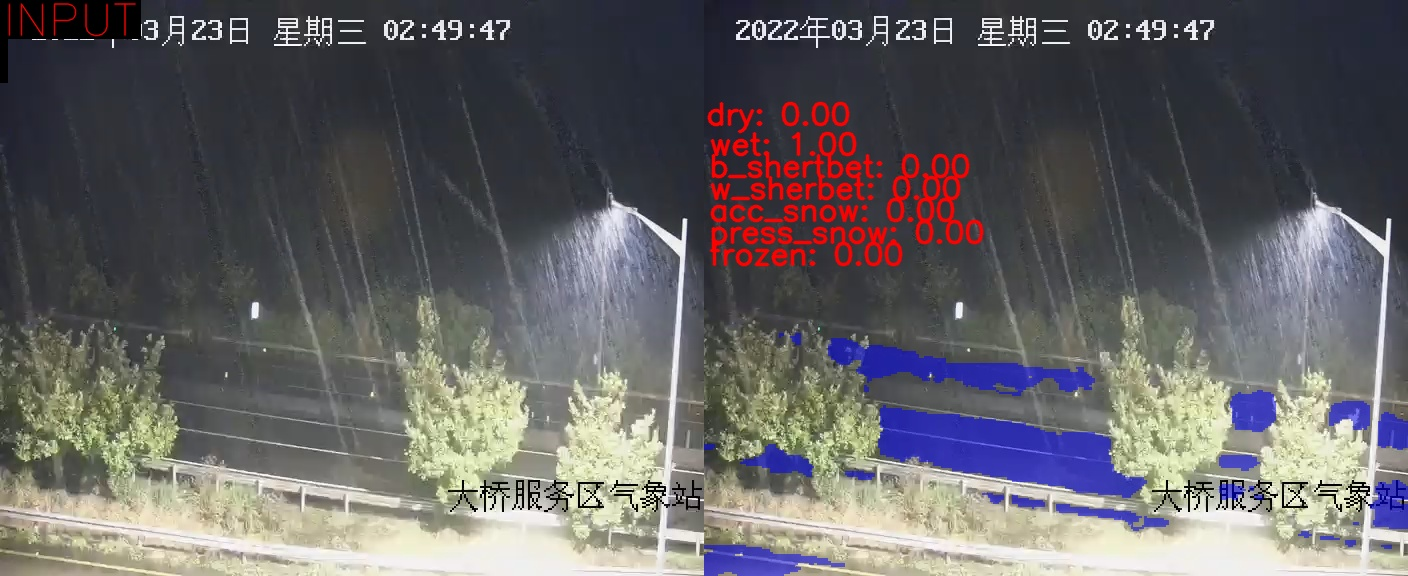 INPUT
03月23日 星期三 02:49:47
大桥服务区气象站
2022年03月23日 星期三 02:49:47
dry: 0.00
wet: 1.00
b_shertbet: 0.00
w_sherbet: 0.00
acc_snow: 0.00
press_snow: 0.00
frozen: 0.00
大桥服务区气象站